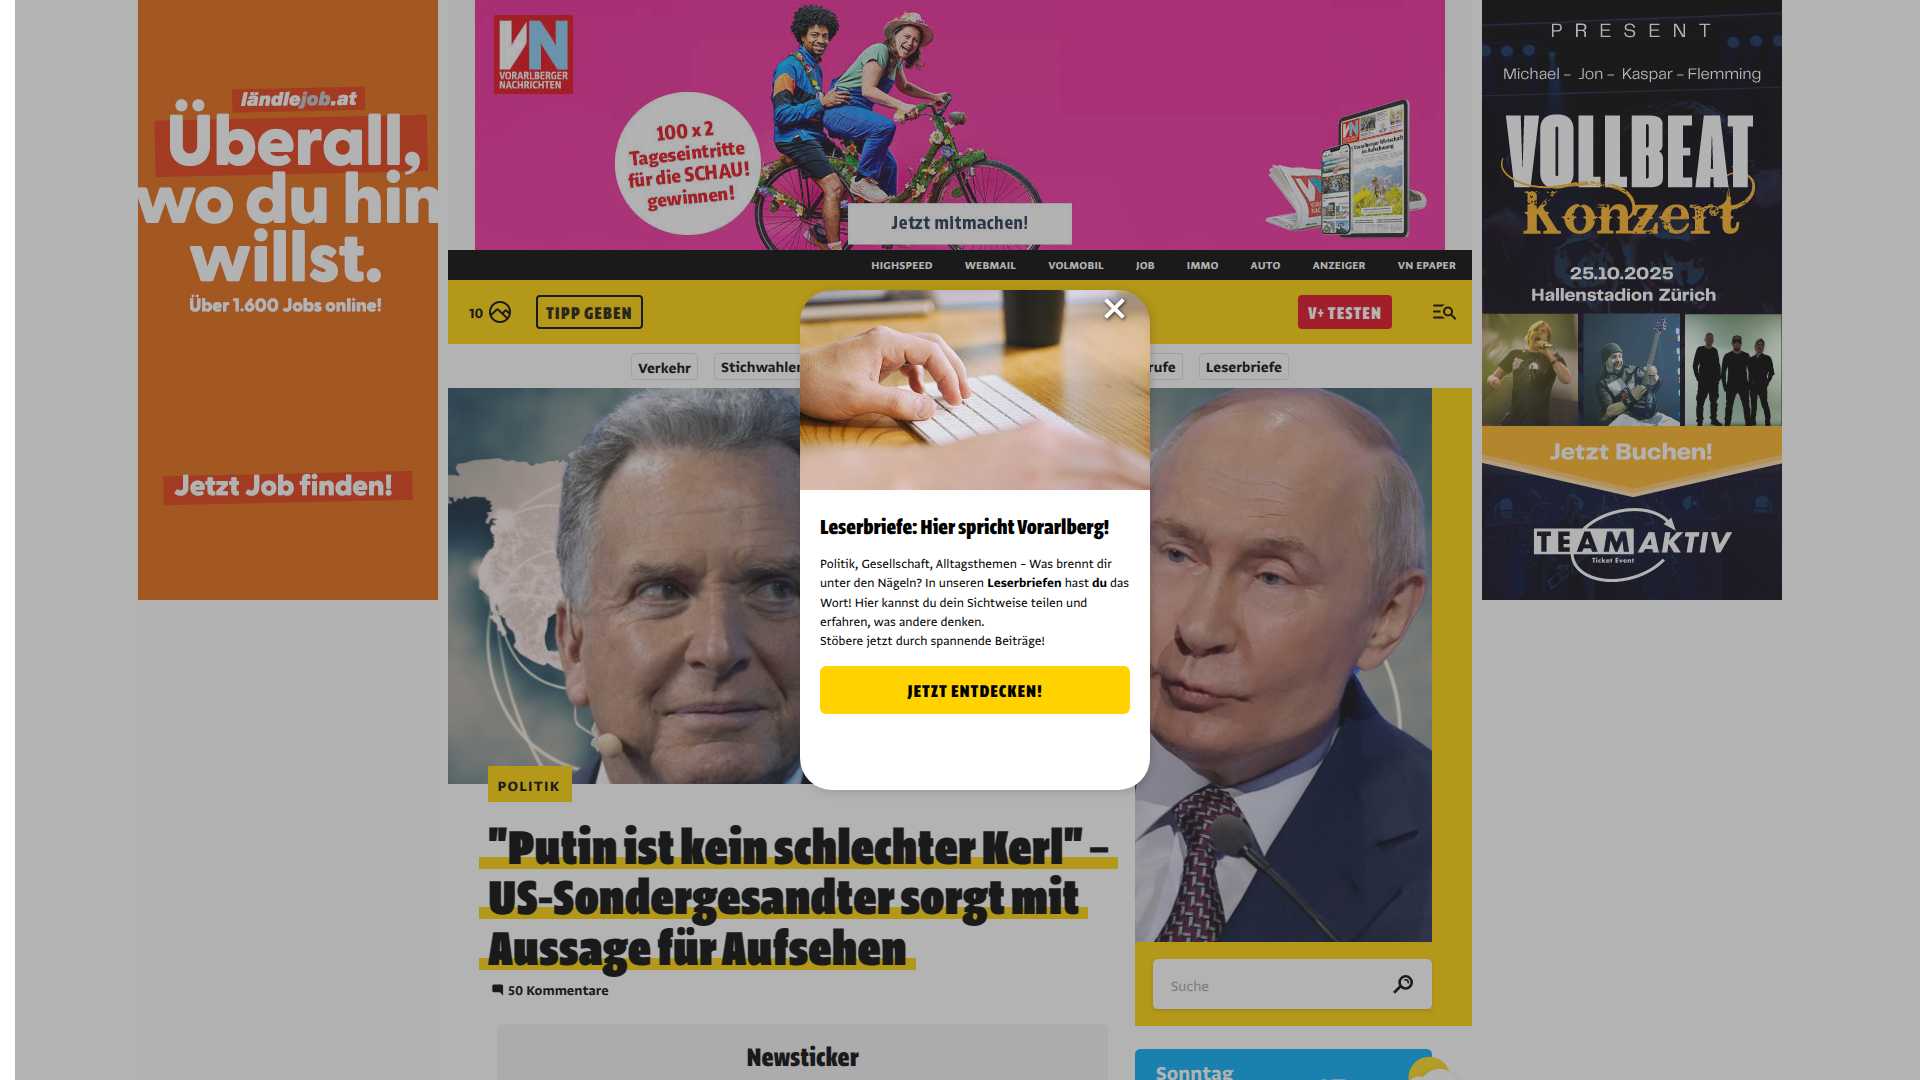 ländlejob.at
Überall,
wo du hin
willst.
Über 1.600 Jobs online!
Jetzt Job finden!
VN
VORARLBERGER
NACHRICHTEN
100 x 2
Tageseintritte
für die SCHAU!
gewinnen!
Jetzt mitmachen!
HIGHSPEED WEBMAIL VOLMOBIL JOB IMMO AUTO ANZEIGER VN EPAPER
10
TIPP GEBEN
V+ TESTEN
Verkehr
Leserbriefe
Leserbriefe: Hier spricht Vorarlberg!
Politik, Gesellschaft, Alltagsthemen – Was brennt dir
unter den Nägeln? In unseren Leserbriefen hast du das
Wort! Hier kannst du dein Sichtweise teilen und
erfahren, was andere denken.
Stöbere jetzt durch spannende Beiträge!
JETZT ENTDECKEN!
POLITIK
"Putin ist kein schlechter Kerl" –
US-Sondergesandter sorgt mit
Aussage für Aufsehen
50 Kommentare
Newsticker
Suche
Sonntag
PRESENT
Michael – Jon – Kaspar – Flemming
VOLLBEAT
Konzert
25.10.2025
Hallenstadion Zürich
Jetzt Buchen!
TEAM AKTIV
Ticket Event